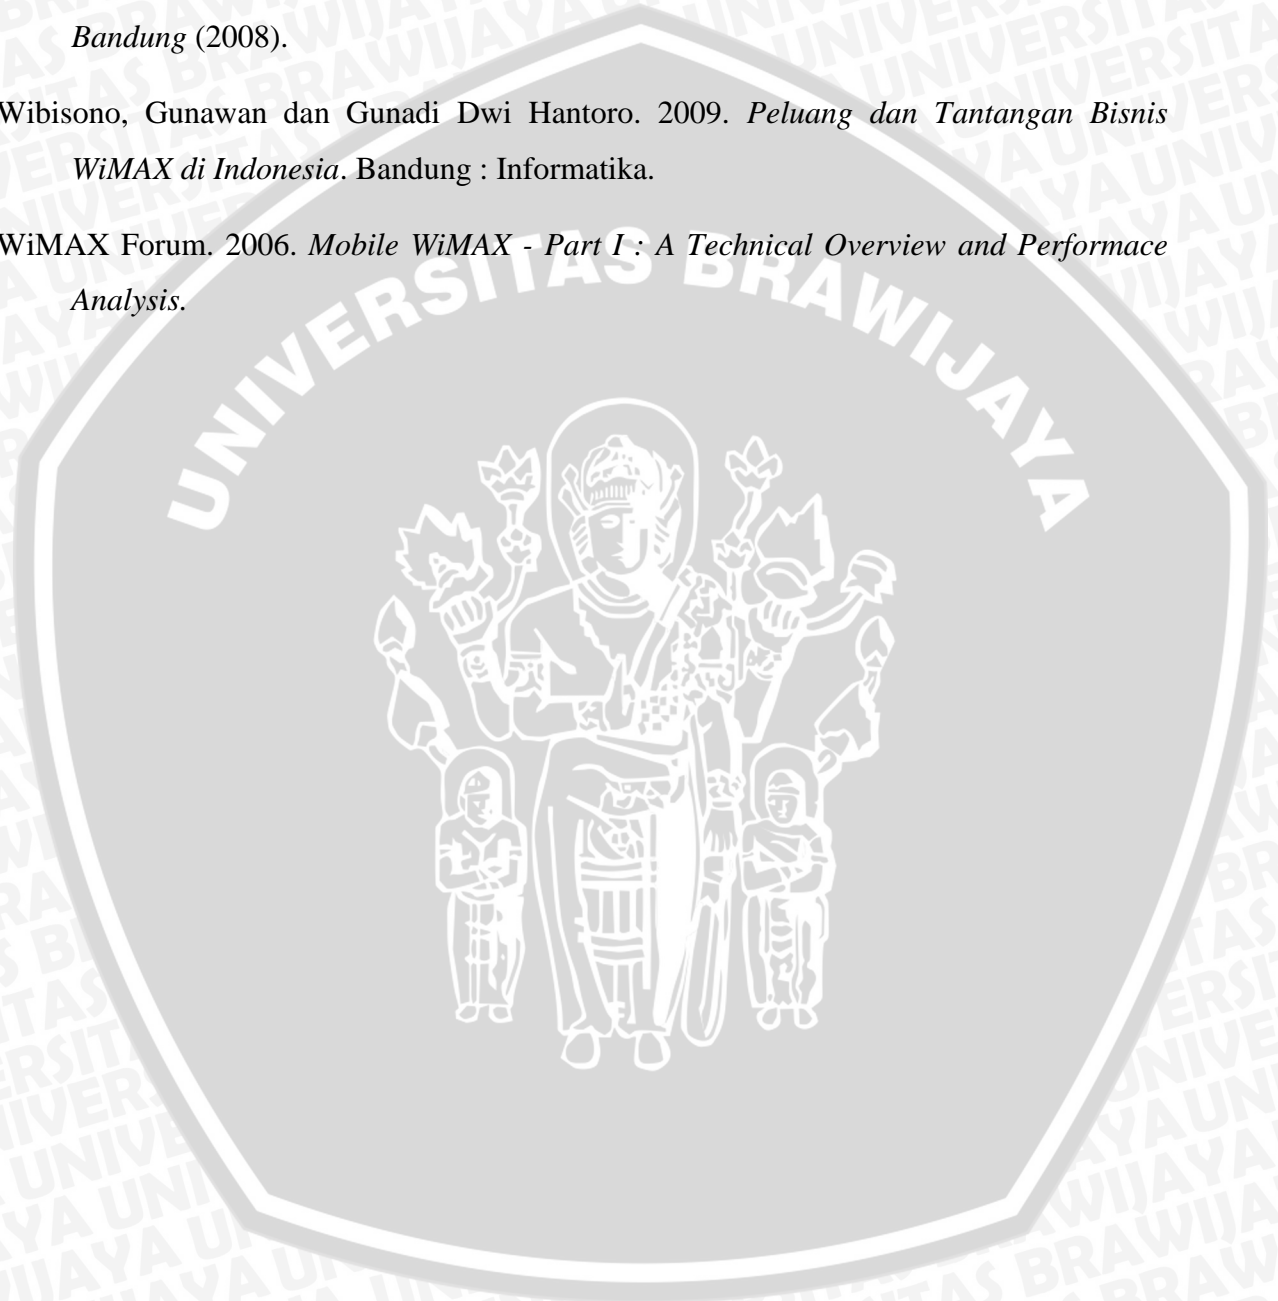 Bandung (2008).
Wibisono, Gunawan dan Gunadi Dwi Hantoro. 2009. Peluang dan Tantangan Bisnis
WiMAX di Indonesia. Bandung : Informatika.
WiMAX Forum. 2006. Mobile WiMAX - Part I : A Technical Overview and Performace
Analysis.
UNIVERSITAS BRAWIJAYA